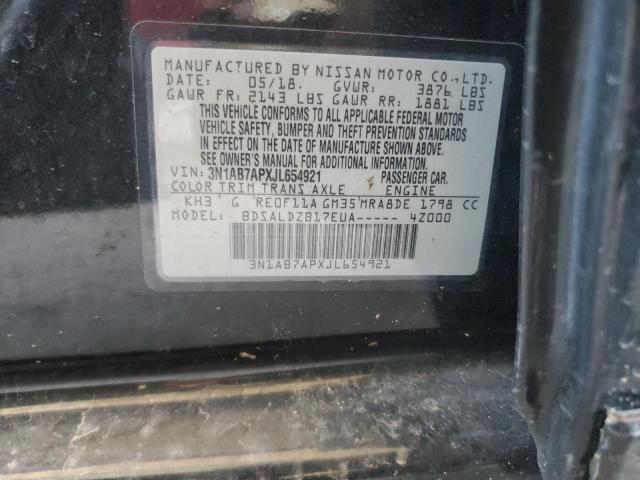 MANUFACTURED BY NISSAN MOTOR CO.,LTD.
DATE: 05/18. GVWR: 3876 LBS
GAWR FR: 2143 LBS GAWR RR: 1881 LBS
THIS VEHICLE CONFORMS TO ALL APPLICABLE FEDERAL MOTOR
VEHICLE SAFETY, BUMPER AND THEFT PREVENTION STANDARDS
IN EFFECT ON THE DATE OF MANUFACTURE SHOWN ABOVE.
SEE OWNER'S MANUAL FOR ADDITIONAL INFORMATION.
VIN: 3N1AB7APXJL654921 PASSENGER CAR.
COLOR TRIM TRANS AXLE ENGINE
KH3 G RE0F11A GM35 MRA8DE 1798 CC
MODEL: BDSALDZB17EUA----- 4Z000
3N1AB7APXJL654921